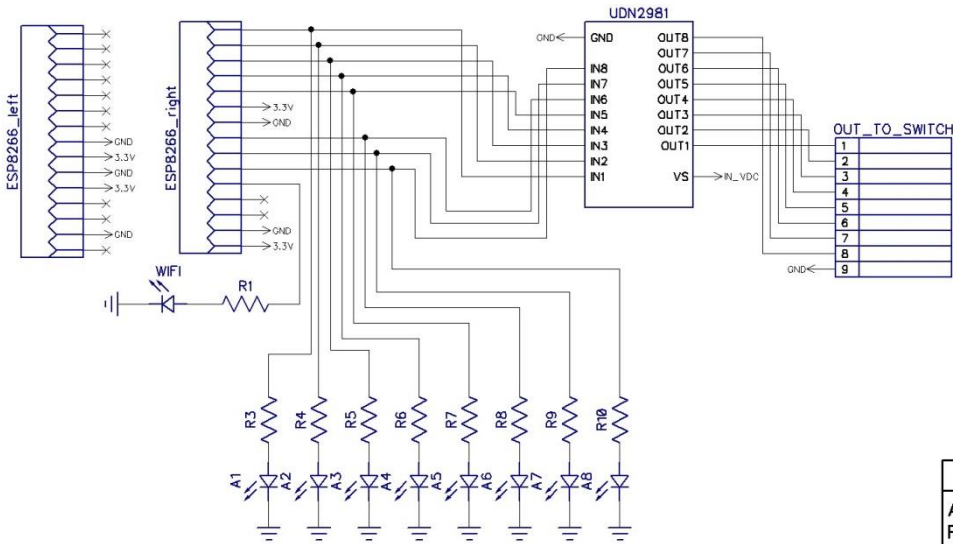 UDN2981
ESP8266_left
GND
3.3V
GND
3.3V
GND
ESP8266_right
3.3V
GND
GND
3.3V
GND
GND
IN8
IN7
IN6
IN5
IN4
IN3
IN2
IN1
OUT8
OUT7
OUT6
OUT5
OUT4
OUT3
OUT2
OUT1
VS
IN_VDC
OUT_TO_SWITCH
1
2
3
4
5
6
7
8
GND 9
WIFI
R1
R3 R4 R5 R6 R7 R8 R9 R10
A1 A2 A3 A4 A5 A6 A7 A8